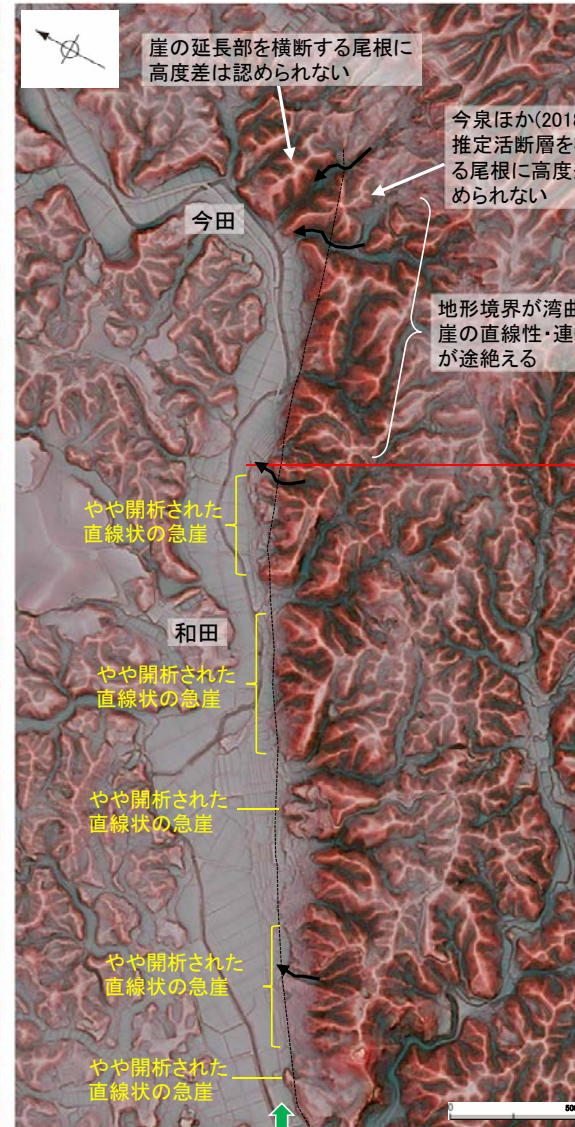 崖の延長部を横断する尾根に
高度差は認められない
今泉ほか(2018
推定活断層を
る尾根に高度
められない
今田
地形境界が湾曲
崖の直線性・連
が途絶える
やや開析された
直線状の急崖
和田
やや開析された
直線状の急崖
やや開析された
直線状の急崖
やや開析された
直線状の急崖
やや開析された
直線状の急崖
0
500